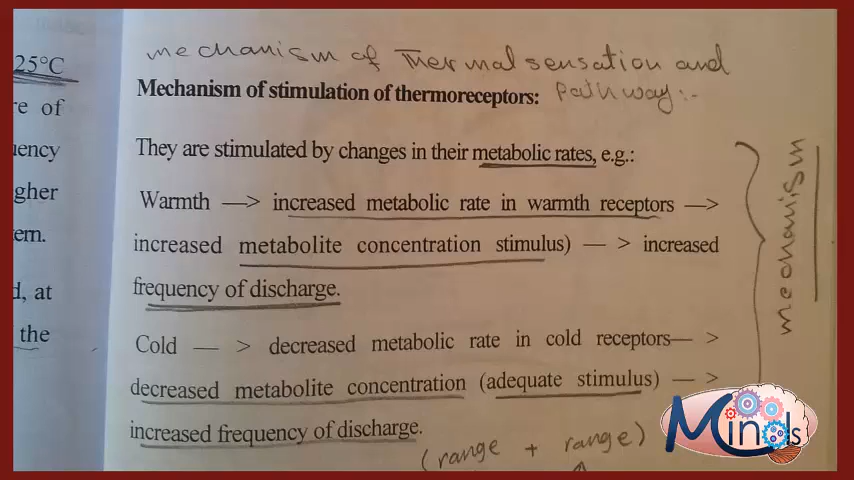 mechanism of Thermal sensation and
pathway:-
25°C
re of
iency
gher
em.
d, at
the
Mechanism of stimulation of thermoreceptors:
They are stimulated by changes in their metabolic rates, e.g.:
Warmth —> increased metabolic rate in warmth receptors —>
increased metabolite concentration stimulus) — > increased
frequency of discharge.
Cold — > decreased metabolic rate in cold receptors— >
decreased metabolite concentration (adequate stimulus) — >
increased frequency of discharge.
(range + range)
mechanism
Minds